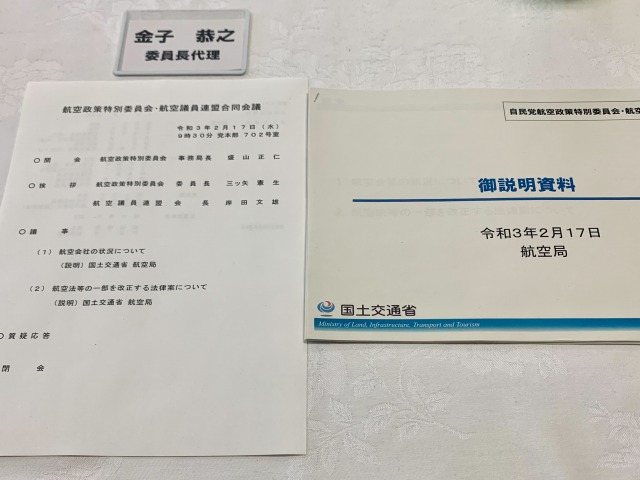 金子 恭之
委員長代理
航空政策特別委員会・航空議員連盟合同会議
令和3年2月17日(水)
9時30分 党本部 702号室
○開 会 航空政策特別委員会 事務局長 盛山正仁
○挨 拶 航空政策特別委員会 委員長 三ッ矢憲生
航空議員連盟 会長 岸田文雄
○議 事
(1) 航空会社の状況について
(説明) 国土交通省 航空局
(2) 航空法等の一部を改正する法律案について
(説明) 国土交通省 航空局
○質疑応答
閉 会
自民党航空政策特別委員会・航空
御説明資料
令和3年2月17日
航空局
国土交通省
Ministry of Land, Infrastructure, Transport and Tourism